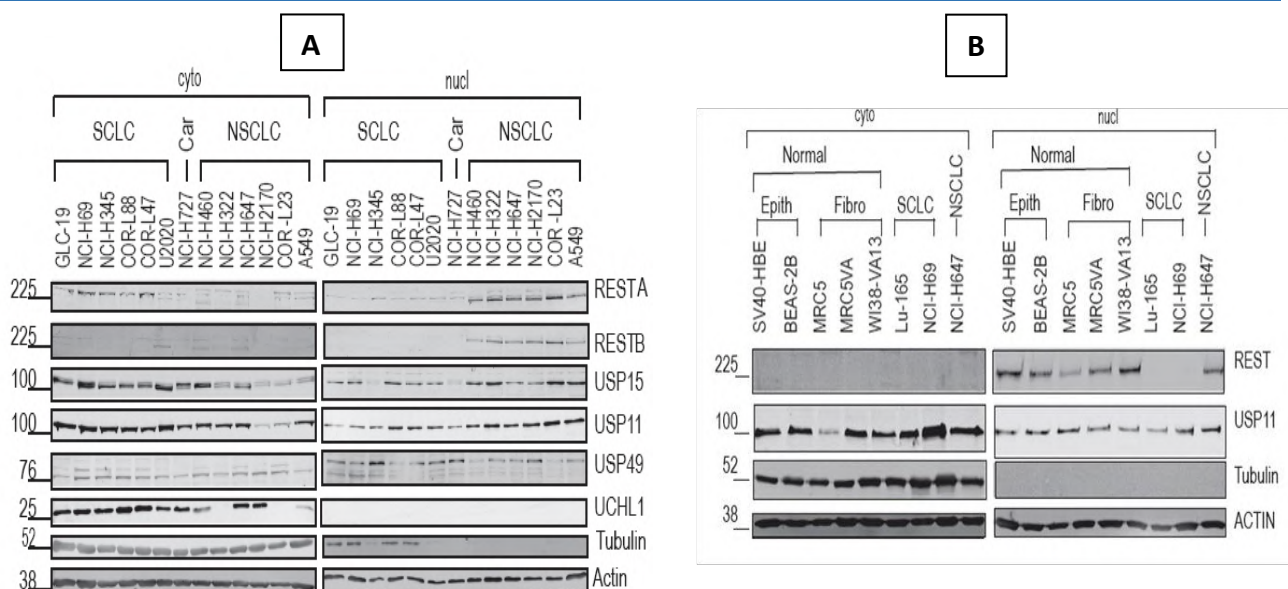 A
cyto
nucl
SCLC
Car
NSCLC
SCLC
Car
NSCLC
GLC-19
NCI-H69
NCI-H345
COR-L88
COR-L47
U2020
NCI-H727
NCI-H460
NCI-H322
NCI-H647
NCI-H2170
COR -L23
A549
GLC-19
NCI-H69
NCI-H345
COR-L88
COR-L47
U2020
NCI-H727
NCI-H460
NCI-H322
NCI-H647
NCI-H2170
COR -L23
A549
225
RESTA
225
RESTB
100
USP15
100
USP11
76
USP49
25
UCHL1
52
Tubulin
38
Actin
B
cyto
nucl
Normal
Normal
Epith
Fibro
SCLC
NSCLC
Epith
Fibro
SCLC
NSCLC
SV40-HBE
BEAS-2B
MRC5
MRC5VA
WI38-VA13
Lu-165
NCI-H69
NCI-H647
SV40-HBE
BEAS-2B
MRC5
MRC5VA
WI38-VA13
Lu-165
NCI-H69
NCI-H647
225
REST
100
USP11
52
Tubulin
38
ACTIN